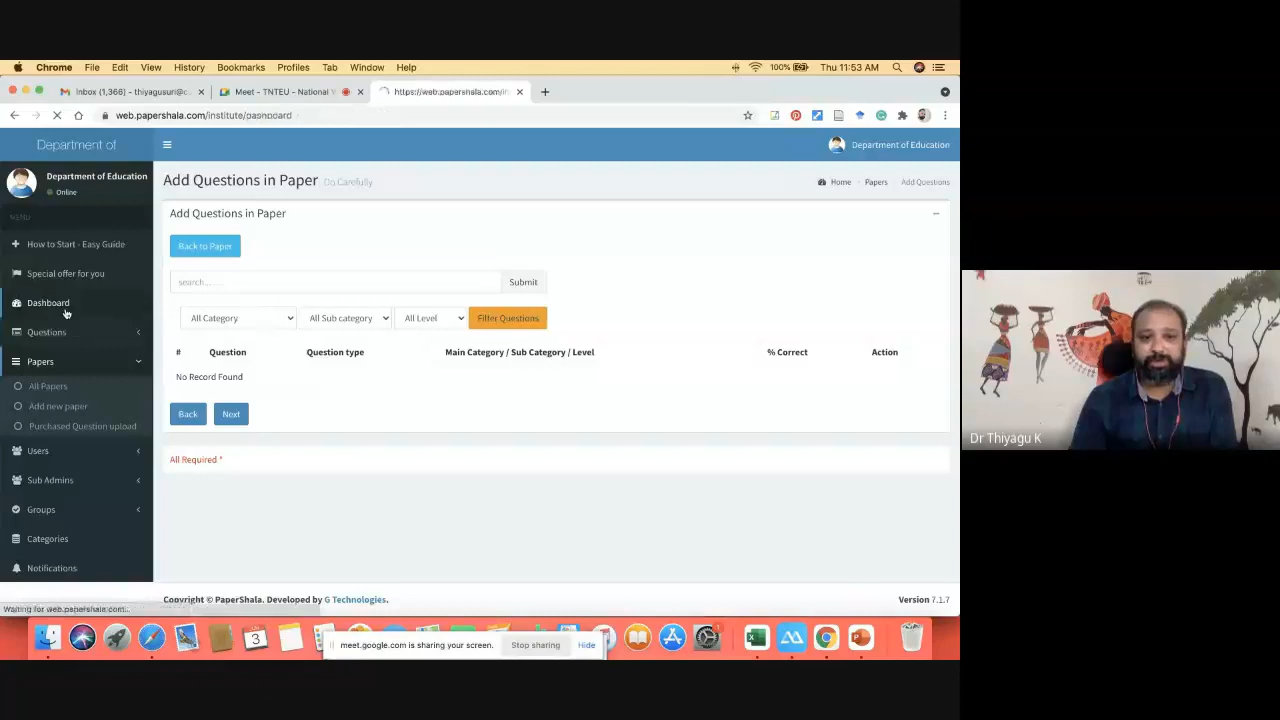 Chrome File Edit View History Bookmarks Profiles Tab Window Help 100% Thu 11:53 AM
Inbox (1,366) - thiyagusuri@c
Meet - TNTEU - National
https://web.papershala.com/in
web.papershala.com/institute/dashboard
Department of
Department of Education
Department of Education
Online
MENU
How to Start - Easy Guide
Special offer for you
Dashboard
Questions
Papers
All Papers
Add new paper
Purchased Question upload
Users
Sub Admins
Groups
Categories
Notifications
Add Questions in Paper Do Carefully
Home Papers Add Questions
Add Questions in Paper
Back to Paper
search... Submit
All Category All Sub category All Level Filter Questions
# Question Question type Main Category / Sub Category / Level % Correct Action
No Record Found
Back Next
All Required *
Copyright © PaperShala. Developed by G Technologies. Version 7.1.7
Waiting for web.papershala.com...
3
meet.google.com is sharing your screen. Stop sharing Hide
Dr Thiyagu K